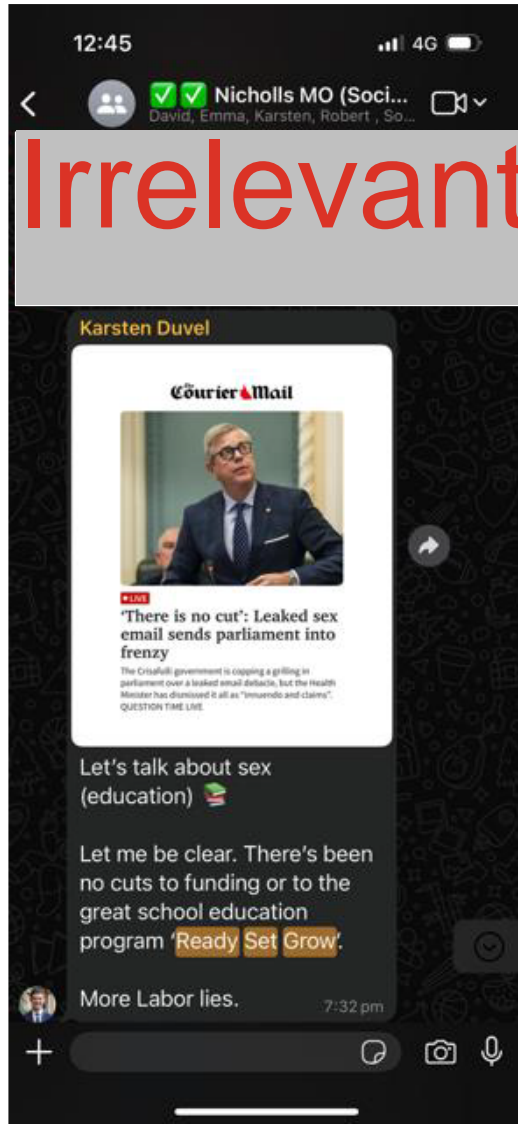 12:45
4G
✅✅ Nicholls MO (Soci...
David, Emma, Karsten, Robert , So...
Irrelevant
Karsten Duvel
The Courier Mail
LIVE
‘There is no cut’: Leaked sex
email sends parliament into
frenzy
The Crisafulli government is copping a grilling in
parliament over a leaked email debacle, but the Health
Minister has dismissed it all as “innuendo and claims”.
QUESTION TIME LIVE
Let’s talk about sex
(education) 📚
Let me be clear. There’s been
no cuts to funding or to the
great school education
program ‘Ready Set Grow’.
More Labor lies.
7:32 pm